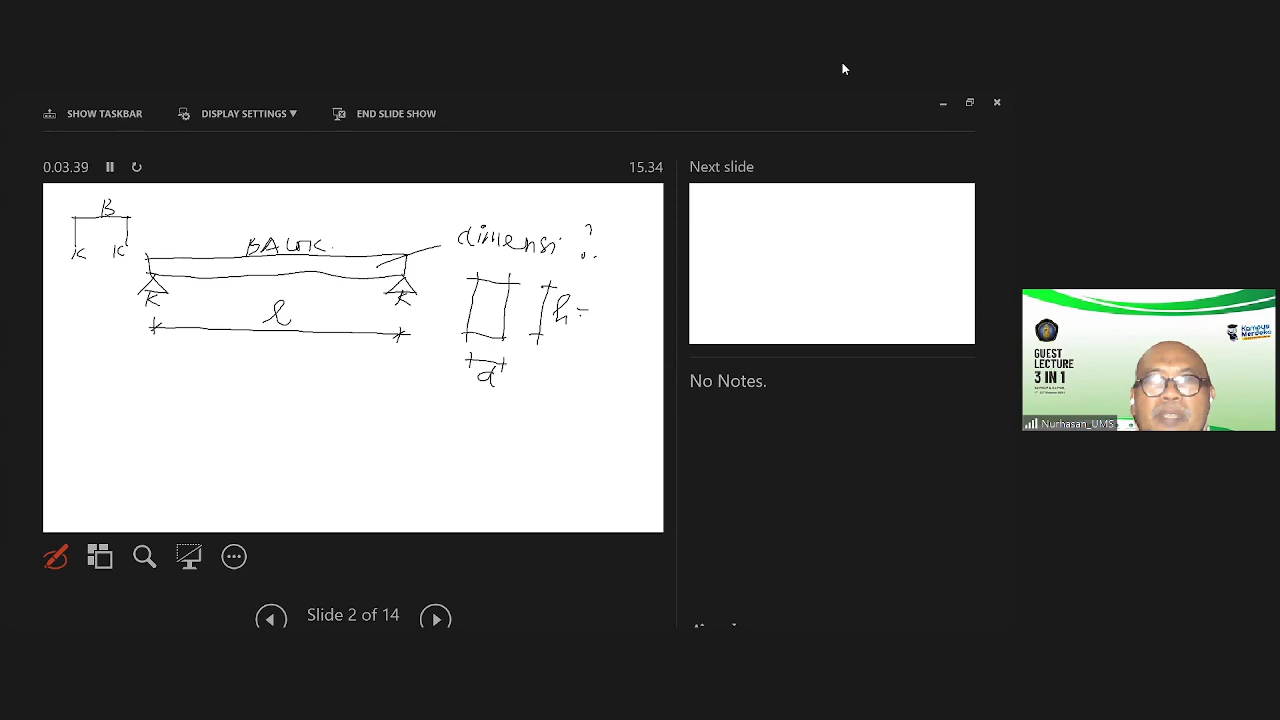 SHOW TASKBAR
DISPLAY SETTINGS ▼
END SLIDE SHOW
0.03.39
15.34
Next slide
B
K K
BALOK.
dimensi ?
K K
l
h =
d
No Notes.
Slide 2 of 14
GUEST
LECTURE
3 IN 1
Kampus
Merdeka
Nurhasan_UMS